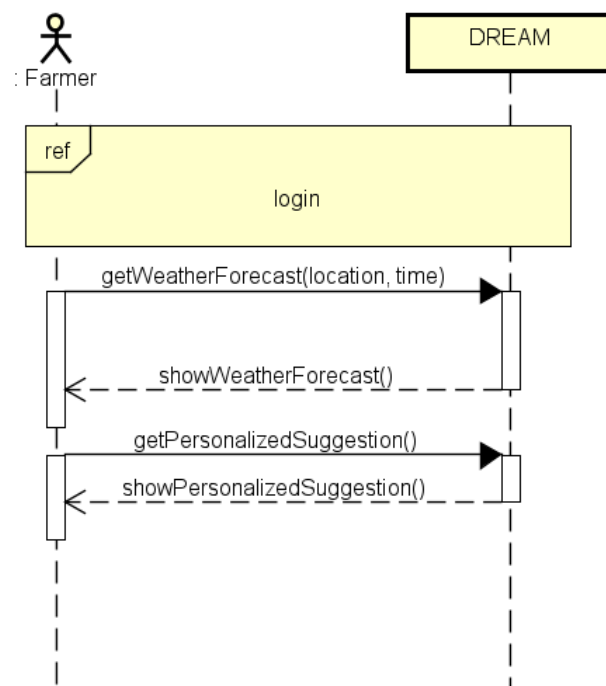 DREAM
: Farmer
ref
login
getWeatherForecast(location, time)
showWeatherForecast()
getPersonalizedSuggestion()
showPersonalizedSuggestion()